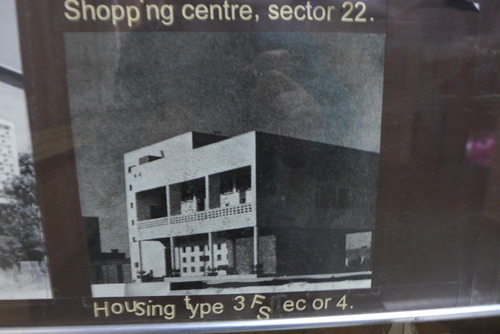 Shopp'ng centre, sector 22.
Housing type 3 F, S ec or 4.